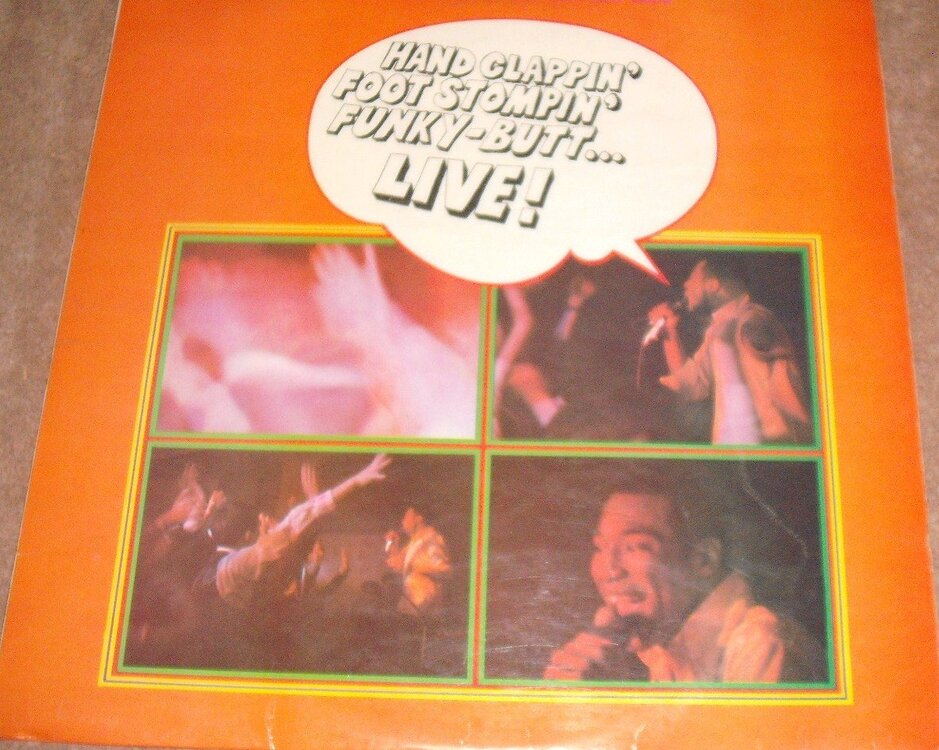 HAND CLAPPIN'
FOOT STOMPIN'
FUNKY-BUTT...
LIVE!